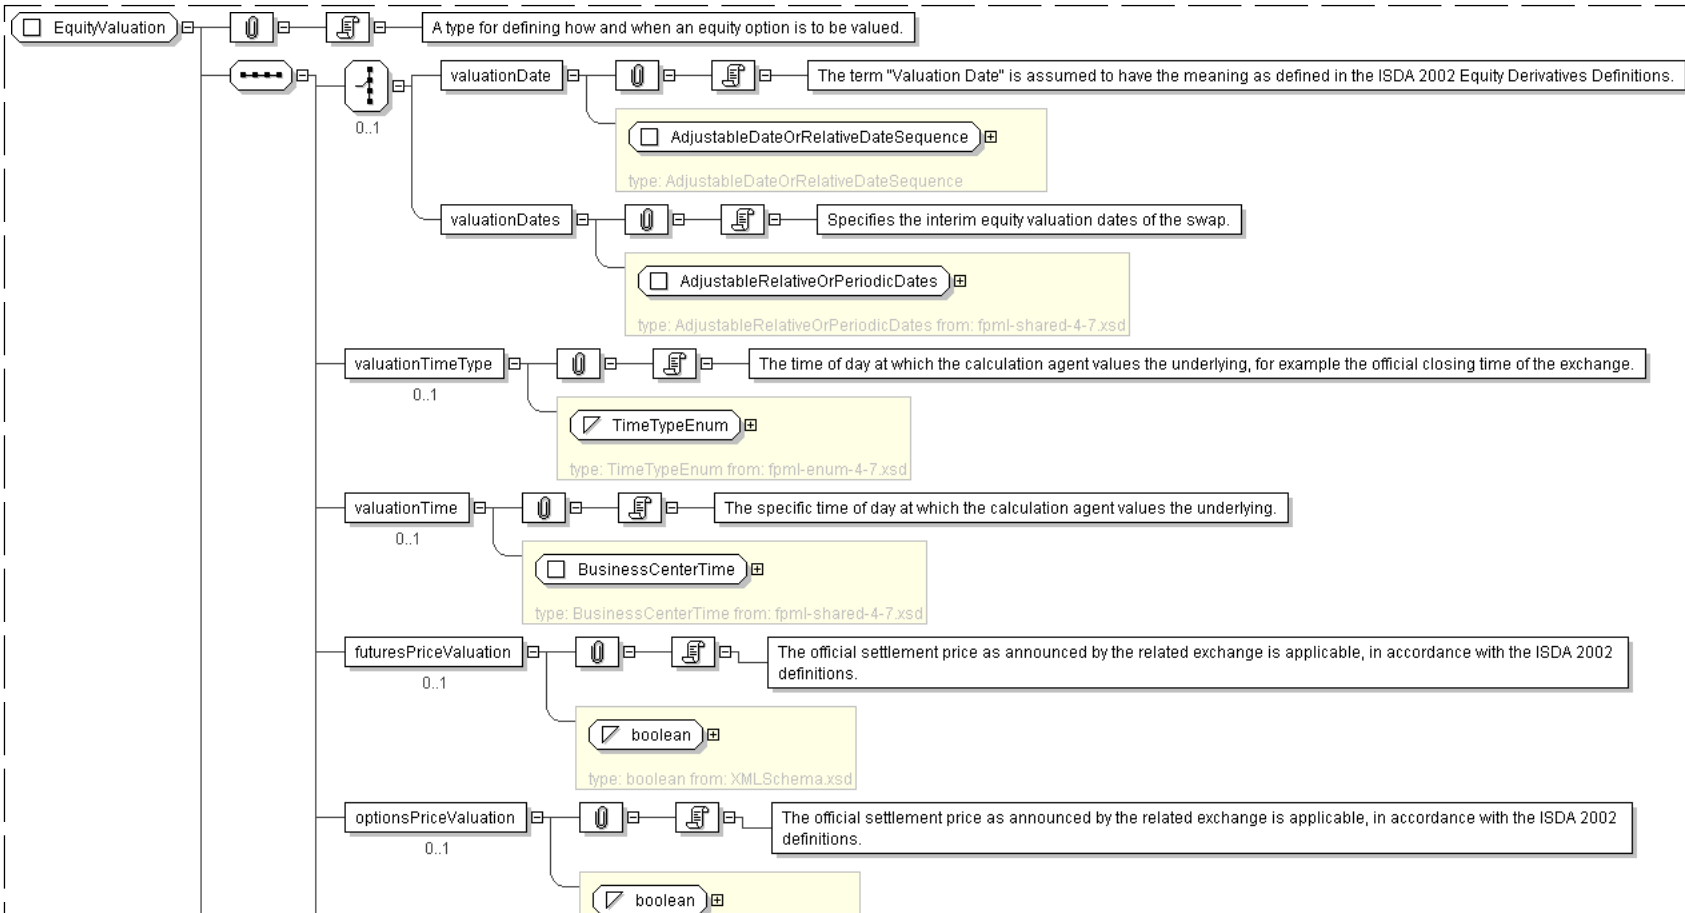 EquityValuation
A type for defining how and when an equity option is to be valued.
valuationDate
The term "Valuation Date" is assumed to have the meaning as defined in the ISDA 2002 Equity Derivatives Definitions.
0..1
AdjustableDateOrRelativeDateSequence
type: AdjustableDateOrRelativeDateSequence
valuationDates
Specifies the interim equity valuation dates of the swap.
AdjustableRelativeOrPeriodicDates
type: AdjustableRelativeOrPeriodicDates from: fpml-shared-4-7.xsd
valuationTimeType
The time of day at which the calculation agent values the underlying, for example the official closing time of the exchange.
0..1
TimeTypeEnum
type: TimeTypeEnum from: fpml-enum-4-7.xsd
valuationTime
The specific time of day at which the calculation agent values the underlying.
0..1
BusinessCenterTime
type: BusinessCenterTime from: fpml-shared-4-7.xsd
futuresPriceValuation
The official settlement price as announced by the related exchange is applicable, in accordance with the ISDA 2002
definitions.
0..1
boolean
type: boolean from: XMLSchema.xsd
optionsPriceValuation
The official settlement price as announced by the related exchange is applicable, in accordance with the ISDA 2002
definitions.
0..1
boolean